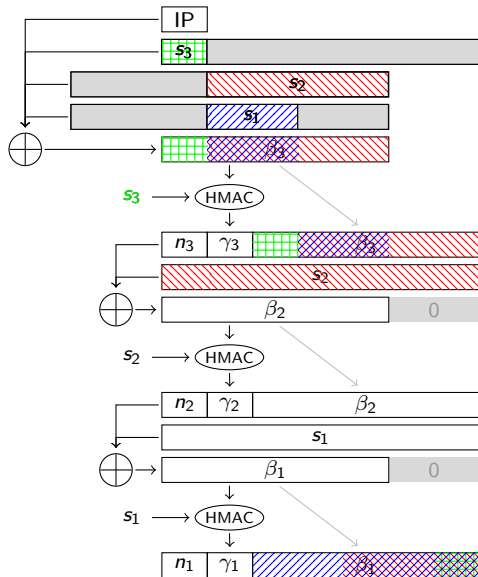 IP
s₃
s₂
s₁
β₃
s₃ HMAC
n₃ γ₃ β₃
s₂
β₂ 0
s₂ HMAC
n₂ γ₂ β₂
s₁
β₁ 0
s₁ HMAC
n₁ γ₁ β₁